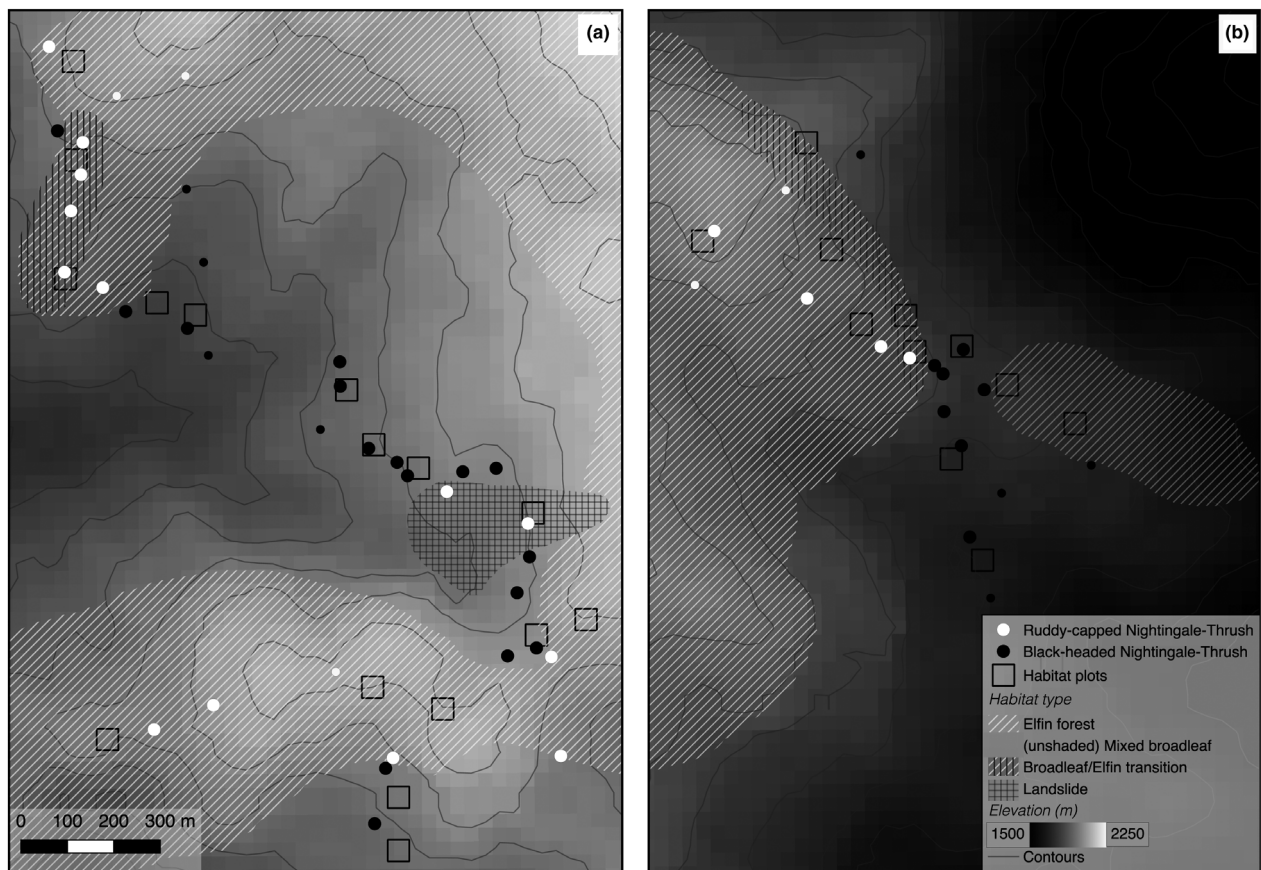 (a)
(b)
0 100 200 300 m
Ruddy-capped Nightingale-Thrush
Black-headed Nightingale-Thrush
Habitat plots
Habitat type
Elfin forest
(unshaded) Mixed broadleaf
Broadleaf/Elfin transition
Landslide
Elevation (m)
1500 2250
Contours